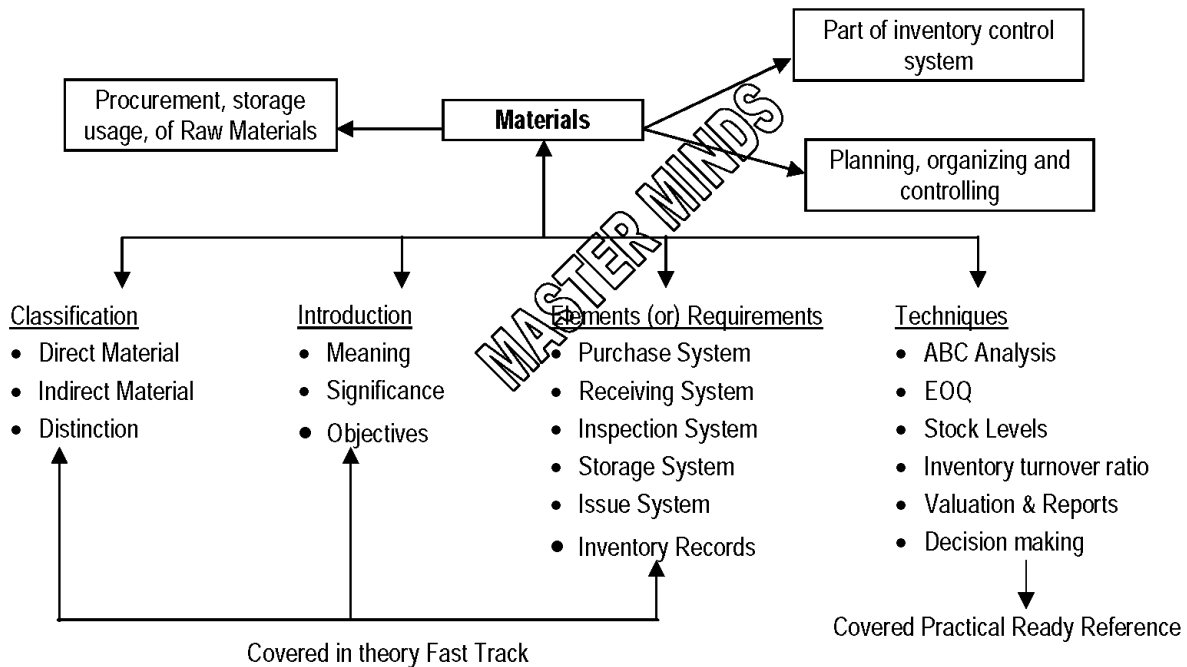 Part of inventory control
system
Procurement, storage
usage, of Raw Materials
Materials
Planning, organizing and
controlling
MASTER MINDS
Classification
• Direct Material
• Indirect Material
• Distinction
Introduction
• Meaning
• Significance
• Objectives
Elements (or) Requirements
• Purchase System
• Receiving System
• Inspection System
• Storage System
• Issue System
• Inventory Records
Techniques
• ABC Analysis
• EOQ
• Stock Levels
• Inventory turnover ratio
• Valuation & Reports
• Decision making
Covered in theory Fast Track
Covered Practical Ready Reference